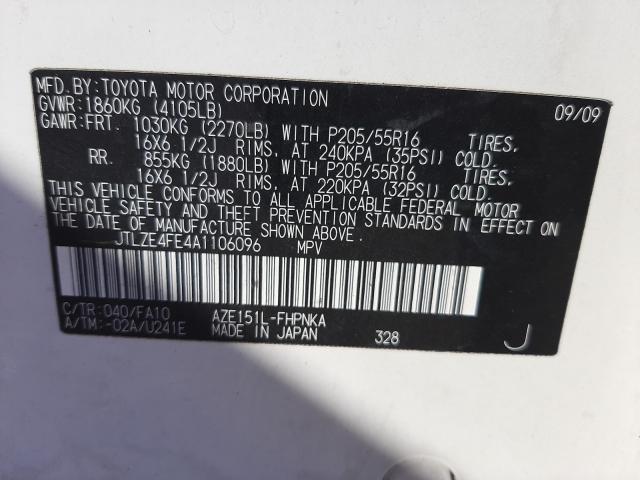 MFD.BY:TOYOTA MOTOR CORPORATION 09/09
GVWR:1860KG (4105LB)
GAWR:FRT. 1030KG (2270LB) WITH P205/55R16 TIRES,
16X6 1/2J RIMS, AT 240KPA (35PSI) COLD.
RR. 855KG (1880LB) WITH P205/55R16 TIRES,
16X6 1/2J RIMS, AT 220KPA (32PSI) COLD.
THIS VEHICLE CONFORMS TO ALL APPLICABLE FEDERAL MOTOR
VEHICLE SAFETY AND THEFT PREVENTION STANDARDS IN EFFECT ON
THE DATE OF MANUFACTURE SHOWN ABOVE.
JTLZE4FE4A1106096 MPV
C/TR:040/FA10 AZE151L-FHPNKA
A/TM:-02A/U241E MADE IN JAPAN 328 J